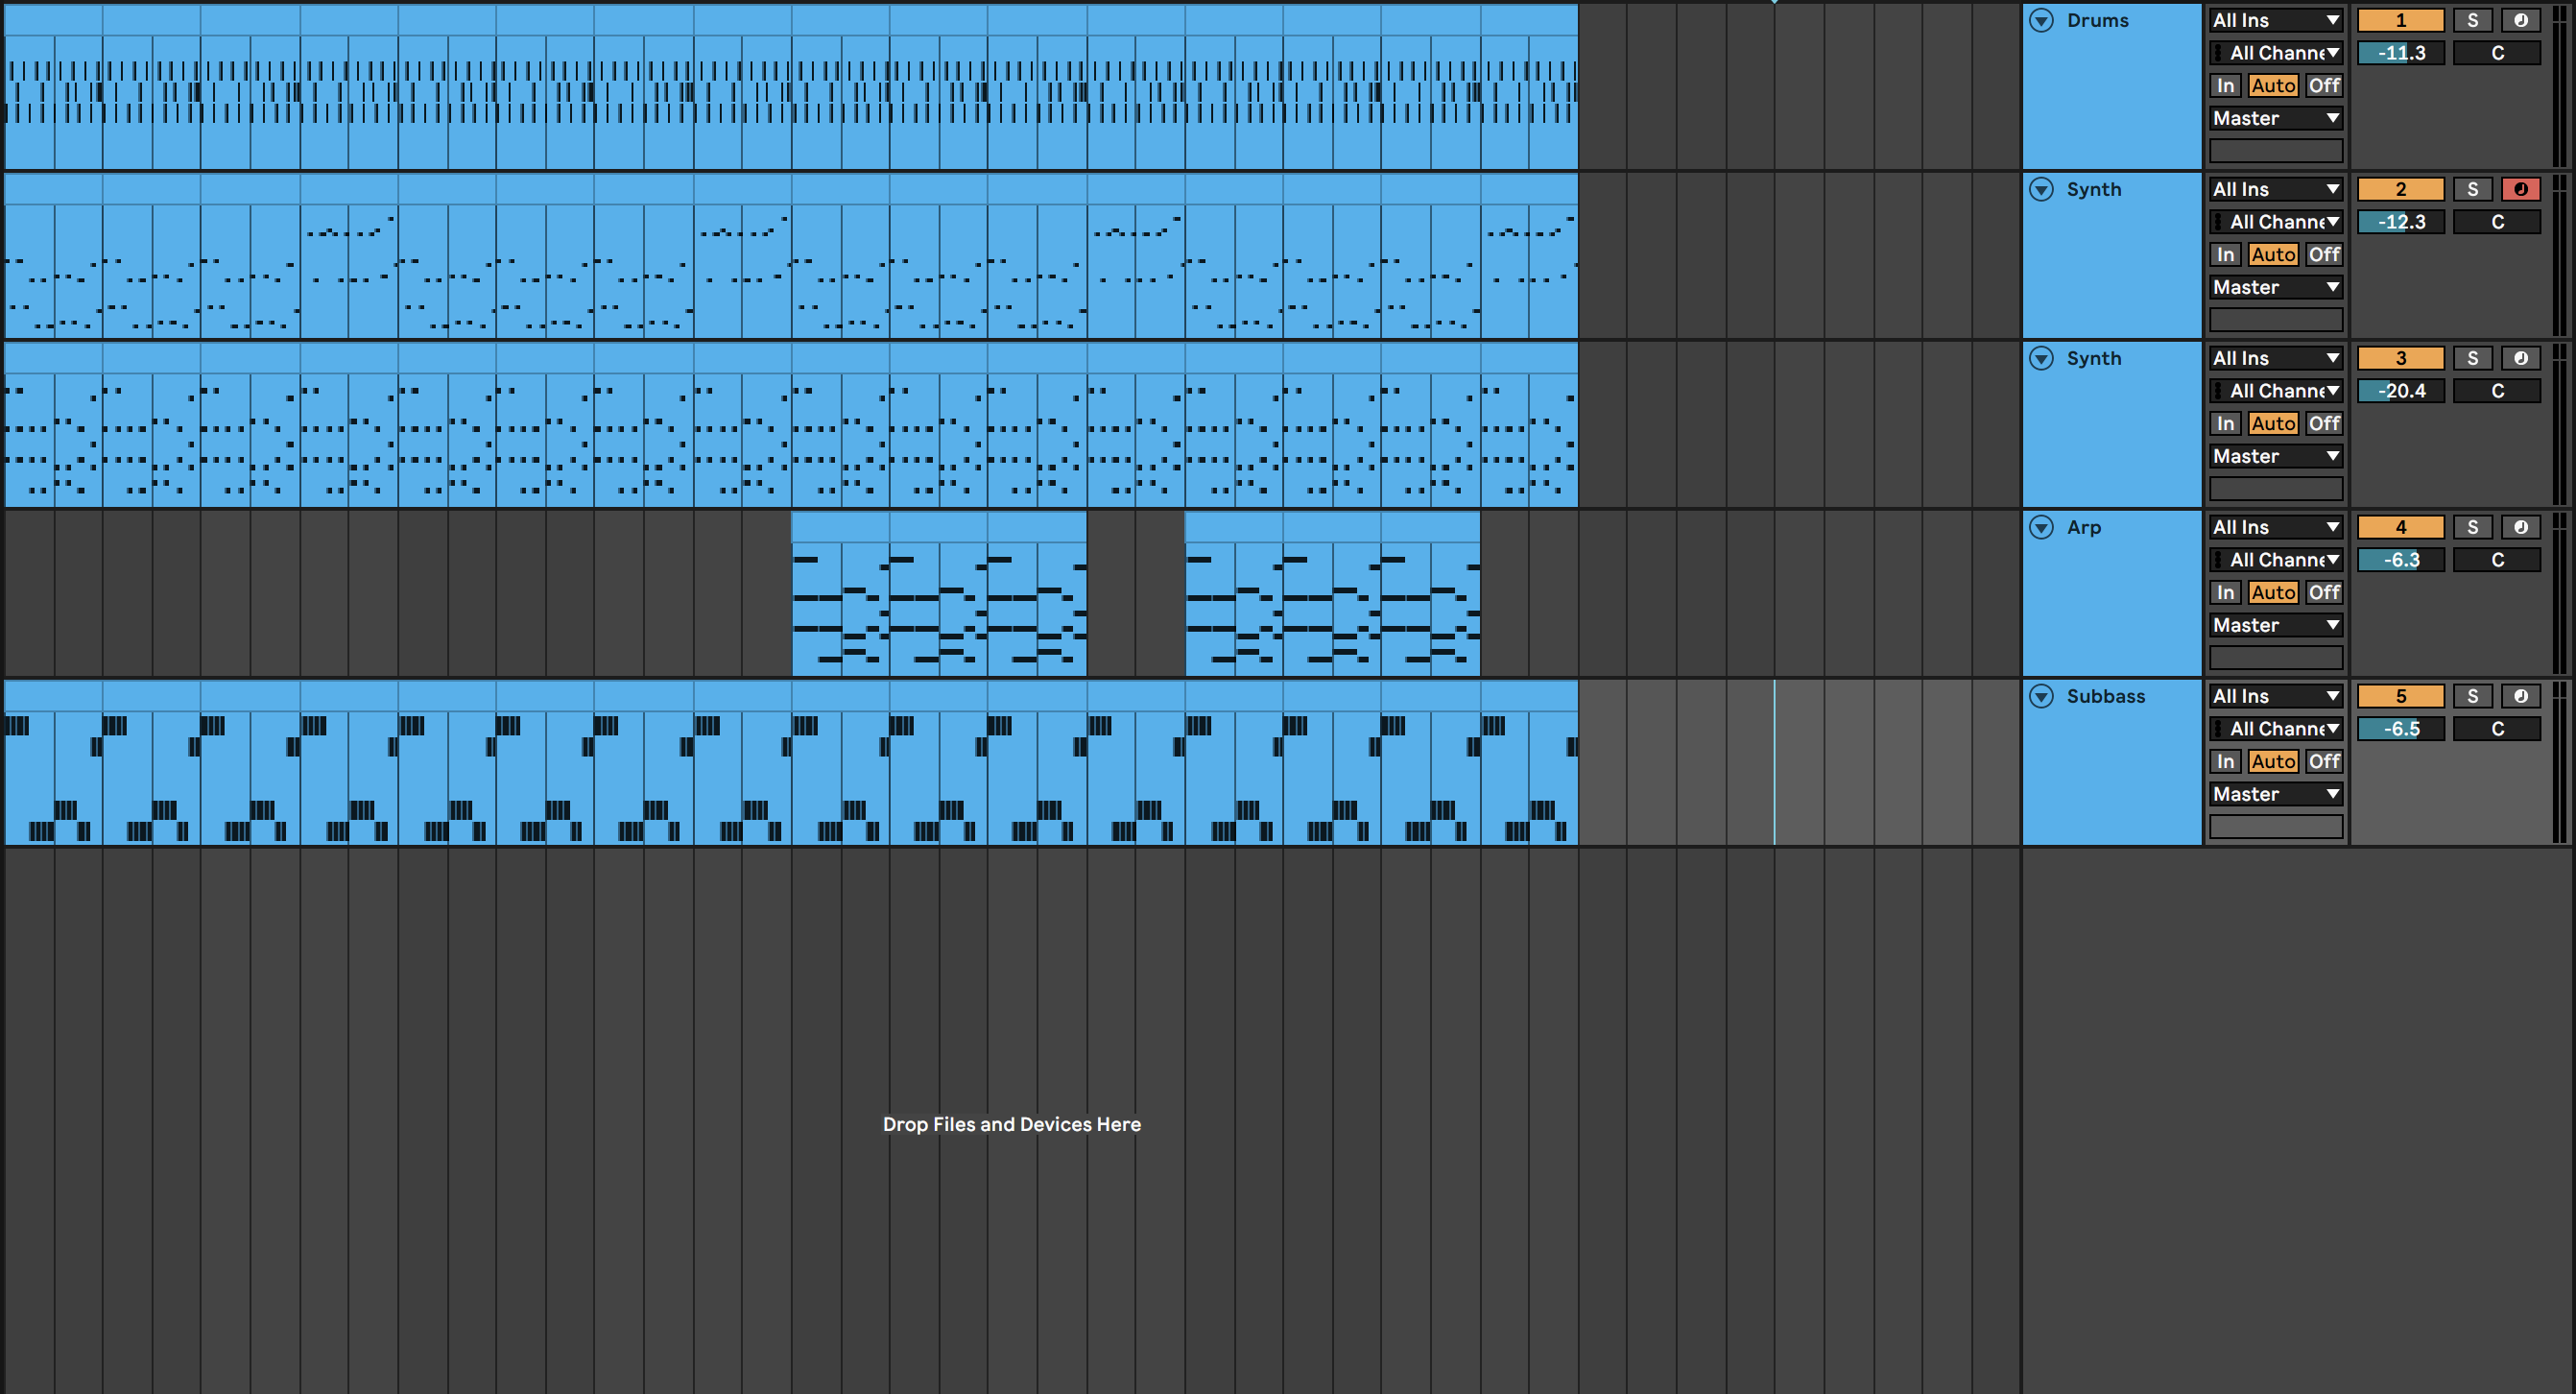 Drums
All Ins
1
S
All Channe
-11.3
C
In Auto Off
Master
Synth
All Ins
2
S
All Channe
-12.3
C
In Auto Off
Master
Synth
All Ins
3
S
All Channe
-20.4
C
In Auto Off
Master
Arp
All Ins
4
S
All Channe
-6.3
C
In Auto Off
Master
Subbass
All Ins
5
S
All Channe
-6.5
C
In Auto Off
Master
Drop Files and Devices Here